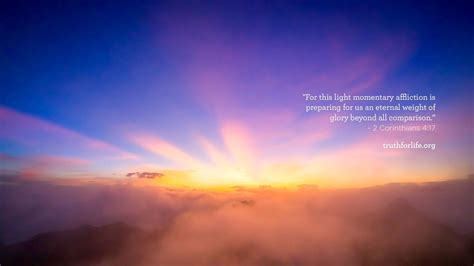 "For this light momentary affliction is
preparing for us an eternal weight of
glory beyond all comparison."
- 2 Corinthians 4:17
truthforlife.org